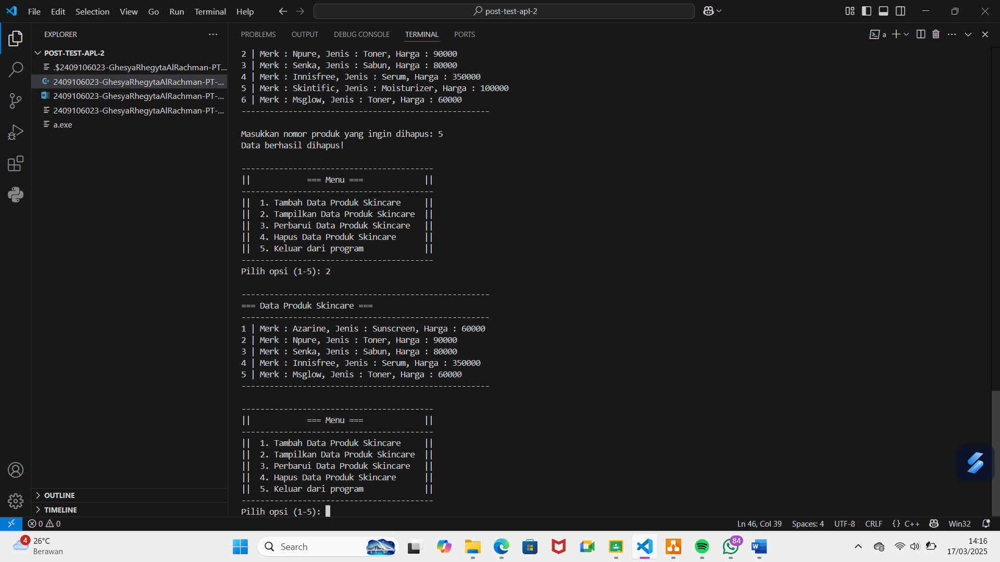 File Edit Selection View Go Run Terminal Help
post-test-apl-2
EXPLORER
POST-TEST-APL-2
.$2409106023-GhesyaRhegytaAlRachman-PT...
2409106023-GhesyaRhegytaAlRachman-PT-...
2409106023-GhesyaRhegytaAlRachman-PT-...
2409106023-GhesyaRhegytaAlRachman-PT-...
a.exe
OUTLINE
TIMELINE
PROBLEMS OUTPUT DEBUG CONSOLE TERMINAL PORTS
a
2 | Merk : Npure, Jenis : Toner, Harga : 90000
3 | Merk : Senka, Jenis : Sabun, Harga : 80000
4 | Merk : Innisfree, Jenis : Serum, Harga : 350000
5 | Merk : Skintific, Jenis : Moisturizer, Harga : 100000
6 | Merk : Msglow, Jenis : Toner, Harga : 60000
-----------------------------------------------------
Masukkan nomor produk yang ingin dihapus: 5
Data berhasil dihapus!
-----------------------------------------
||            === Menu ===             ||
-----------------------------------------
||  1. Tambah Data Produk Skincare     ||
||  2. Tampilkan Data Produk Skincare  ||
||  3. Perbarui Data Produk Skincare   ||
||  4. Hapus Data Produk Skincare      ||
||  5. Keluar dari program             ||
-----------------------------------------
Pilih opsi (1-5): 2
-----------------------------------------------------
=== Data Produk Skincare ===
-----------------------------------------------------
1 | Merk : Azarine, Jenis : Sunscreen, Harga : 60000
2 | Merk : Npure, Jenis : Toner, Harga : 90000
3 | Merk : Senka, Jenis : Sabun, Harga : 80000
4 | Merk : Innisfree, Jenis : Serum, Harga : 350000
5 | Merk : Msglow, Jenis : Toner, Harga : 60000
-----------------------------------------------------
-----------------------------------------
||            === Menu ===             ||
-----------------------------------------
||  1. Tambah Data Produk Skincare     ||
||  2. Tampilkan Data Produk Skincare  ||
||  3. Perbarui Data Produk Skincare   ||
||  4. Hapus Data Produk Skincare      ||
||  5. Keluar dari program             ||
-----------------------------------------
Pilih opsi (1-5):
0 0
Ln 46, Col 39 Spaces: 4 UTF-8 CRLF {} C++ Win32
4
26°C
Berawan
Search
84
14:16
17/03/2025